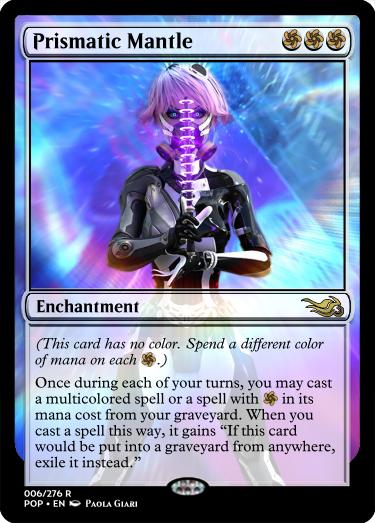 Prismatic Mantle
Enchantment
(This card has no color. Spend a different color
of mana on each .)
Once during each of your turns, you may cast
a multicolored spell or a spell with in its
mana cost from your graveyard. When you
cast a spell this way, it gains “If this card
would be put into a graveyard from anywhere,
exile it instead.”
006/276 R
POP • EN Paola Giari